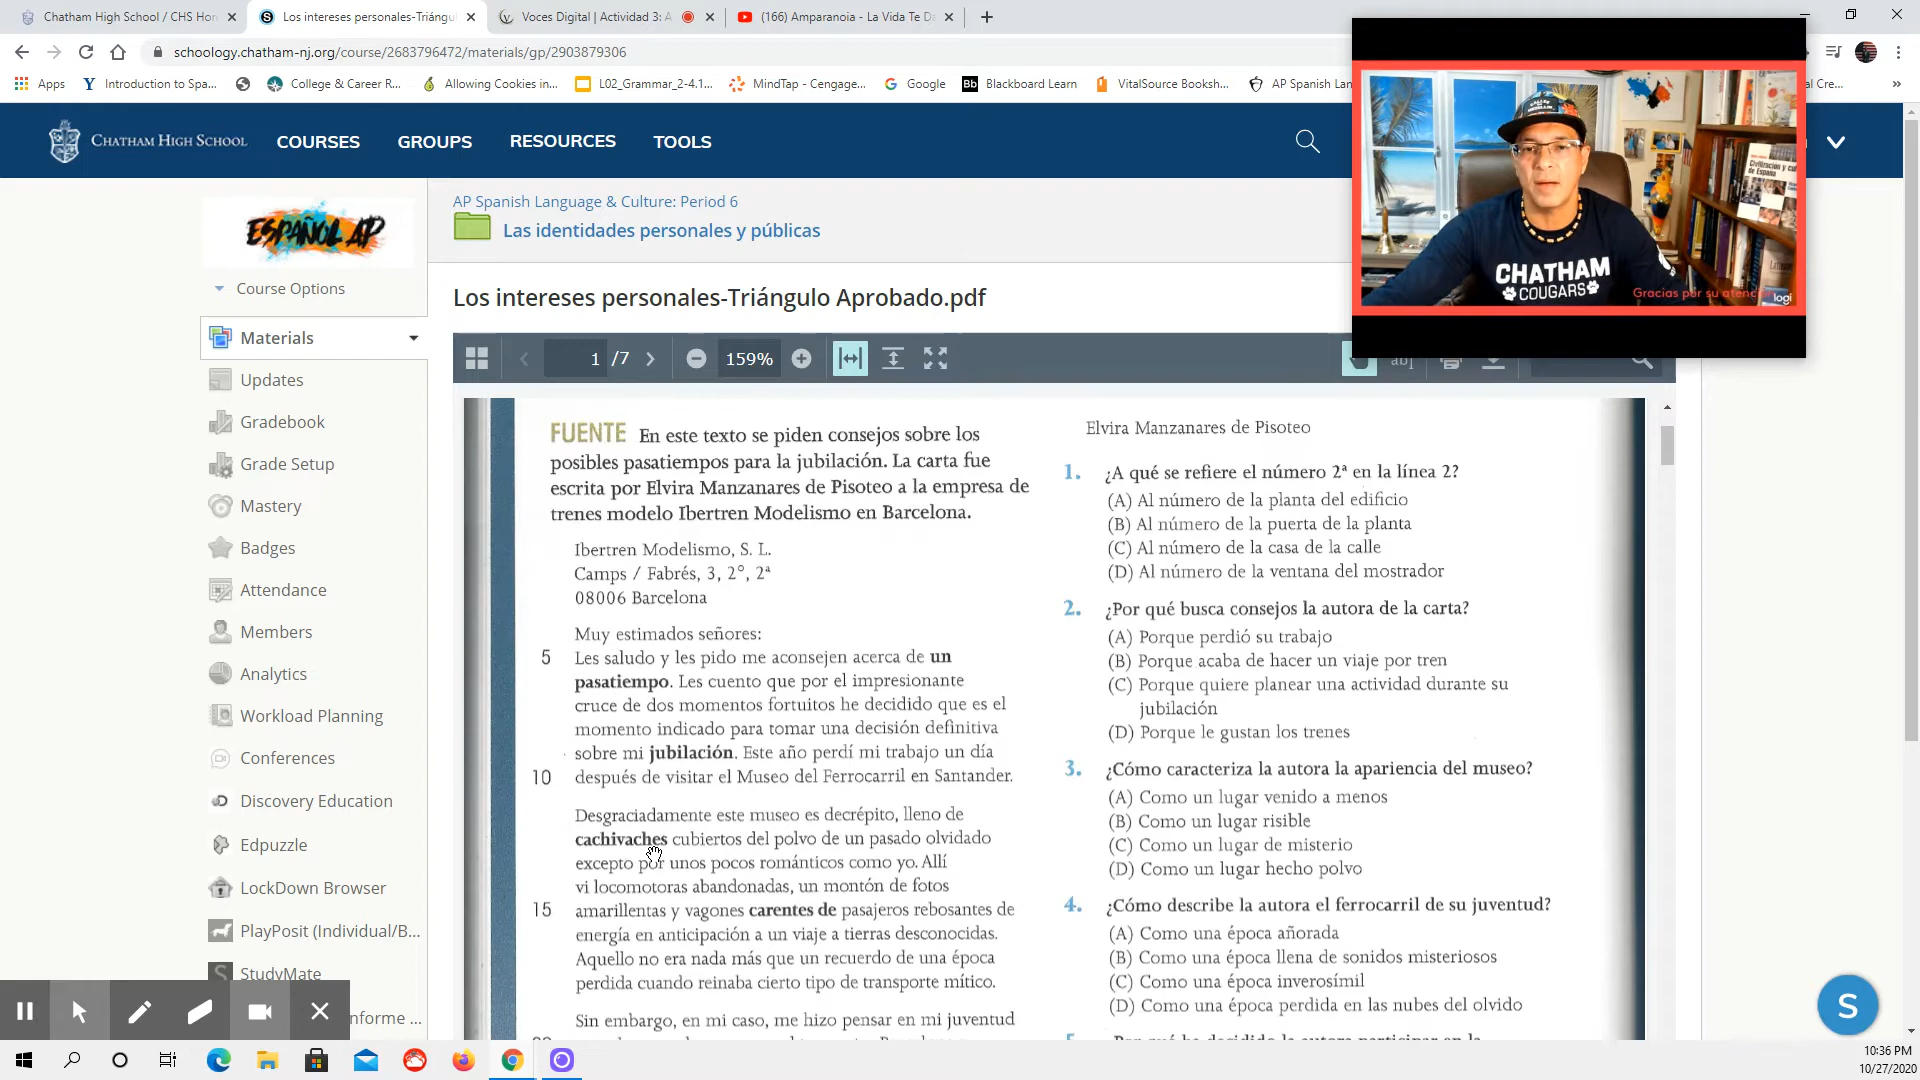 Chatham High School / CHS Hon
Los intereses personales-Triángu
Voces Digital | Actividad 3: A
(166) Amparanoia - La Vida Te Da
schoology.chatham-nj.org/course/2683796472/materials/gp/2903879306
Apps
Introduction to Spa...
College & Career R...
Allowing Cookies in...
L02_Grammar_2-4.1...
MindTap - Cengage...
Google
Blackboard Learn
VitalSource Booksh...
AP Spanish Lan
al Cre...
CHATHAM HIGH SCHOOL
COURSES
GROUPS
RESOURCES
TOOLS
CHATHAM
COUGARS
Gracias por su atenc
logi
Civilización y cu
de España
ESPAÑOL AP
Course Options
Materials
Updates
Gradebook
Grade Setup
Mastery
Badges
Attendance
Members
Analytics
Workload Planning
Conferences
Discovery Education
Edpuzzle
LockDown Browser
PlayPosit (Individual/B...
StudyMate
nforme ...
AP Spanish Language & Culture: Period 6
Las identidades personales y públicas
Los intereses personales-Triángulo Aprobado.pdf
1 /7
159%
FUENTE En este texto se piden consejos sobre los
posibles pasatiempos para la jubilación. La carta fue
escrita por Elvira Manzanares de Pisoteo a la empresa de
trenes modelo Ibertren Modelismo en Barcelona.
Ibertren Modelismo, S. L.
Camps / Fabrés, 3, 2°, 2ª
08006 Barcelona
Muy estimados señores:
5 Les saludo y les pido me aconsejen acerca de un
pasatiempo. Les cuento que por el impresionante
cruce de dos momentos fortuitos he decidido que es el
momento indicado para tomar una decisión definitiva
sobre mi jubilación. Este año perdí mi trabajo un día
10 después de visitar el Museo del Ferrocarril en Santander.
Desgraciadamente este museo es decrépito, lleno de
cachivaches cubiertos del polvo de un pasado olvidado
excepto por unos pocos románticos como yo. Allí
vi locomotoras abandonadas, un montón de fotos
15 amarillentas y vagones carentes de pasajeros rebosantes de
energía en anticipación a un viaje a tierras desconocidas.
Aquello no era nada más que un recuerdo de una época
perdida cuando reinaba cierto tipo de transporte mítico.
Sin embargo, en mi caso, me hizo pensar en mi juventud
Elvira Manzanares de Pisoteo
1. ¿A qué se refiere el número 2ª en la línea 2?
(A) Al número de la planta del edificio
(B) Al número de la puerta de la planta
(C) Al número de la casa de la calle
(D) Al número de la ventana del mostrador
2. ¿Por qué busca consejos la autora de la carta?
(A) Porque perdió su trabajo
(B) Porque acaba de hacer un viaje por tren
(C) Porque quiere planear una actividad durante su
jubilación
(D) Porque le gustan los trenes
3. ¿Cómo caracteriza la autora la apariencia del museo?
(A) Como un lugar venido a menos
(B) Como un lugar risible
(C) Como un lugar de misterio
(D) Como un lugar hecho polvo
4. ¿Cómo describe la autora el ferrocarril de su juventud?
(A) Como una época añorada
(B) Como una época llena de sonidos misteriosos
(C) Como una época inverosímil
(D) Como una época perdida en las nubes del olvido
S
10:36 PM
10/27/2020